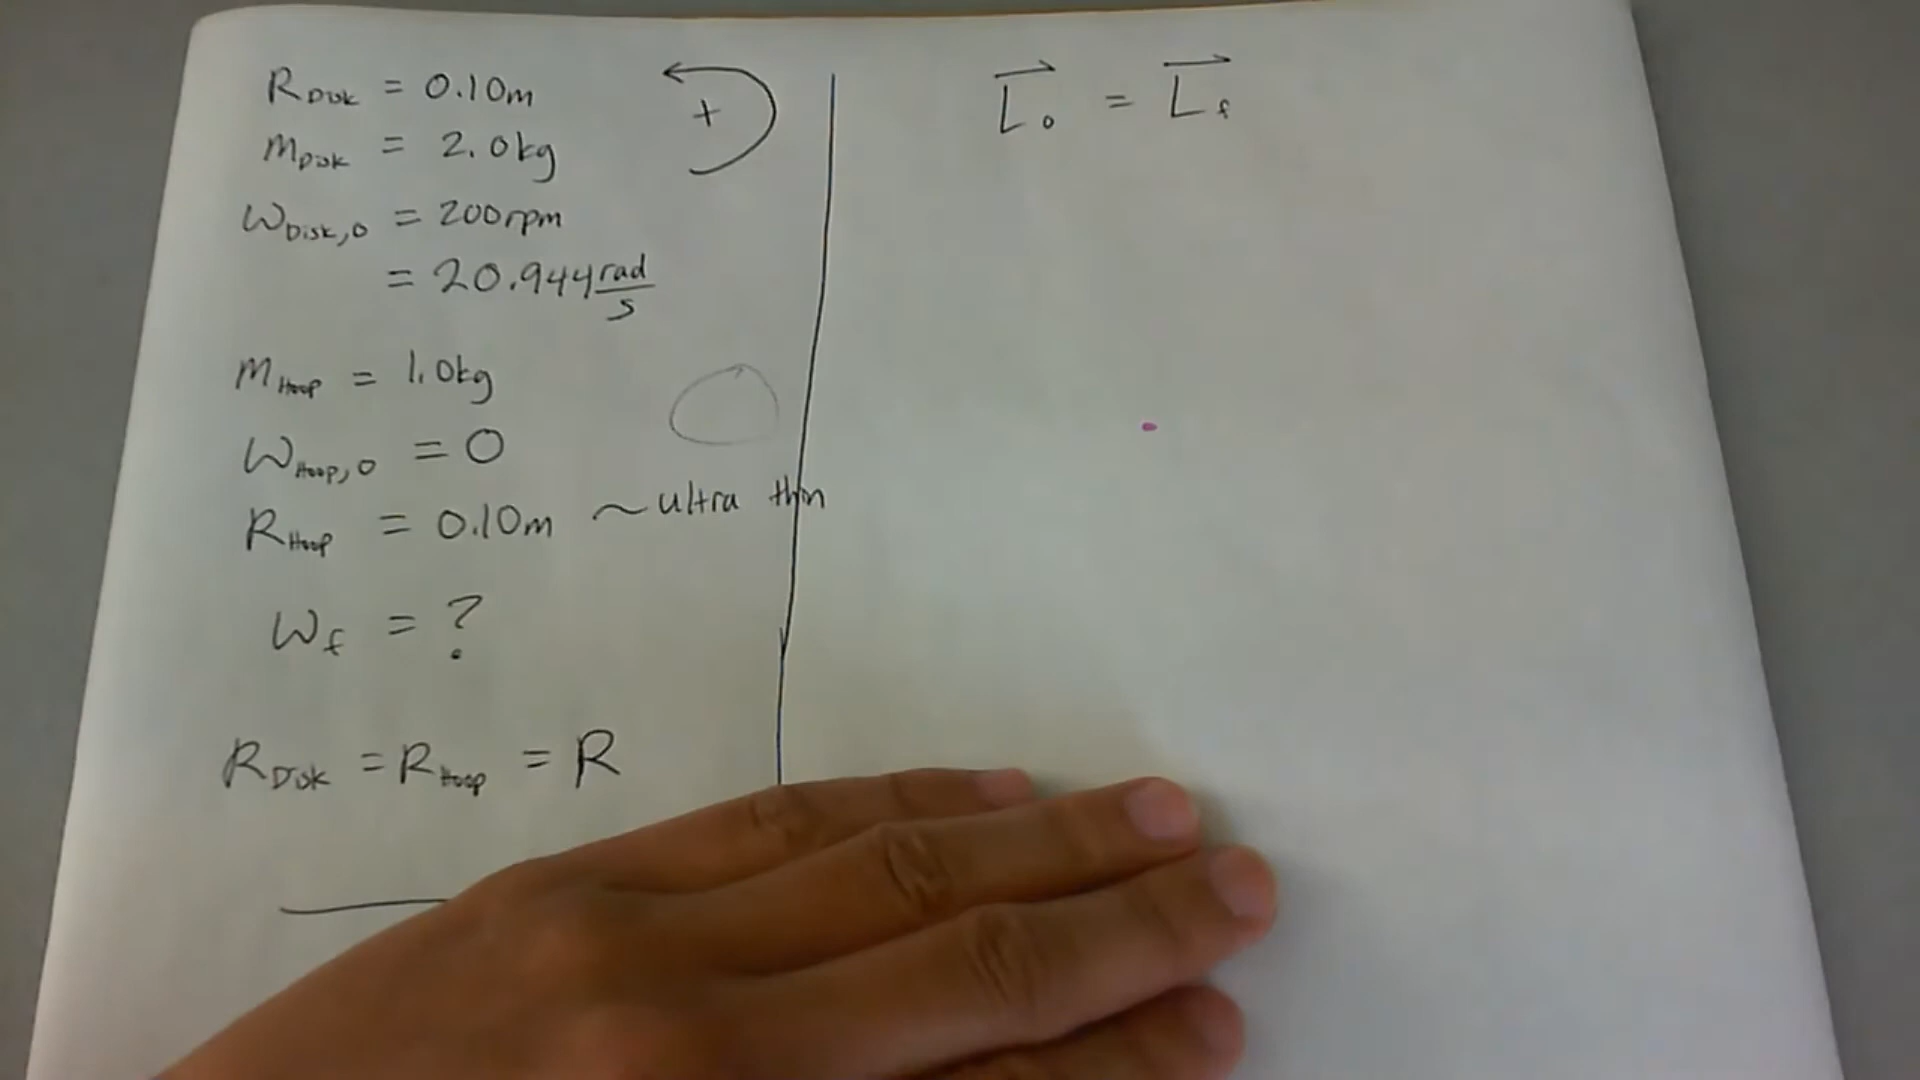 R_Disk = 0.10m
m_Disk = 2.0kg
ω_Disk,0 = 200rpm
= 20.944 rad/s
m_Hoop = 1.0kg
ω_Hoop,0 = 0
R_Hoop = 0.10m ~ ultra thin
ω_f = ?
R_Disk = R_Hoop = R
+
L⃗_0 = L⃗_f